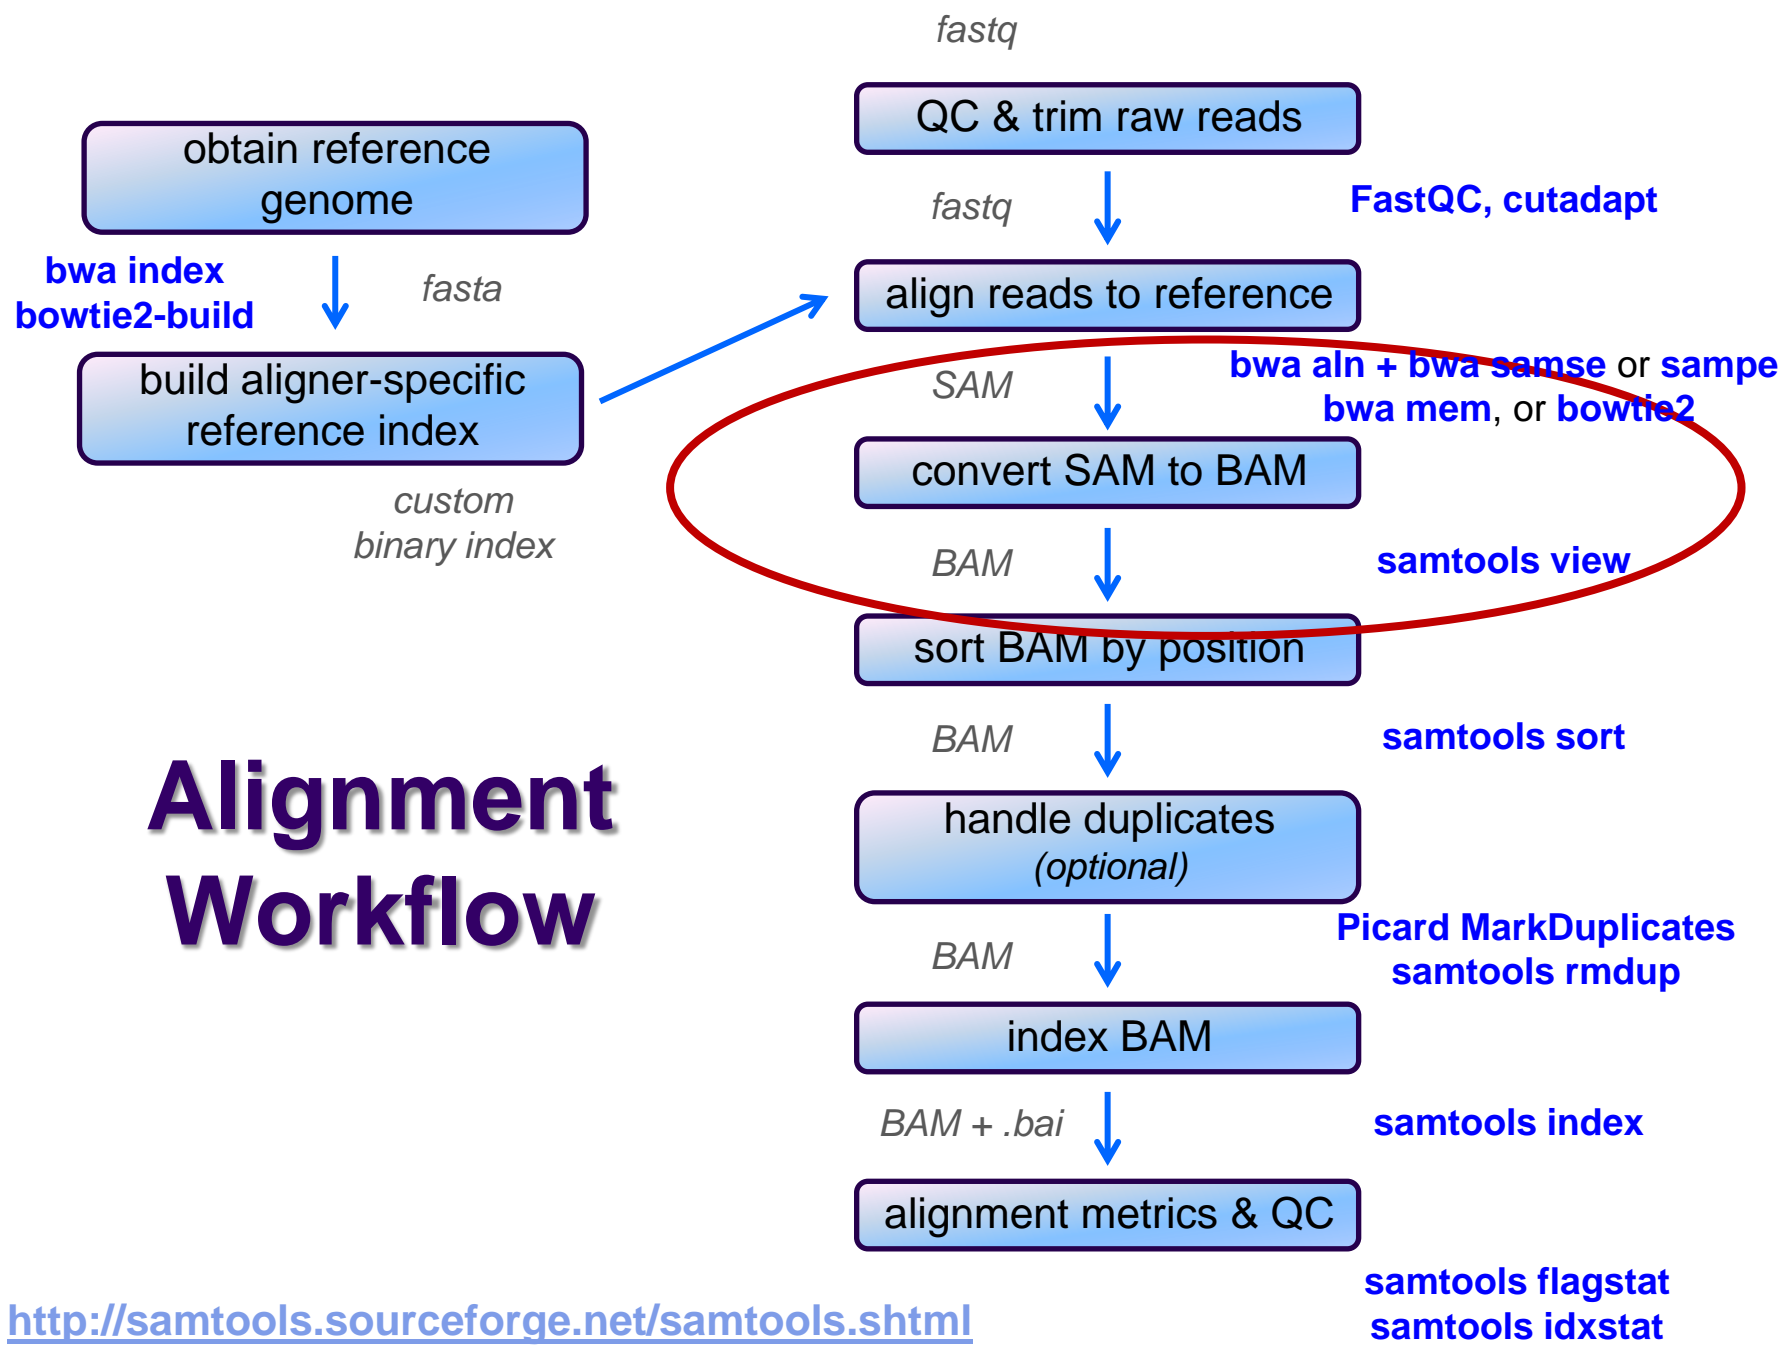 fastq
QC & trim raw reads
obtain reference
genome
fastq
FastQC, cutadapt
bwa index
bowtie2-build
fasta
align reads to reference
build aligner-specific
reference index
SAM
bwa aln + bwa samse or sampe
bwa mem, or bowtie2
convert SAM to BAM
custom
binary index
BAM
samtools view
sort BAM by position
BAM
samtools sort
Alignment
Workflow
handle duplicates
(optional)
BAM
Picard MarkDuplicates
samtools rmdup
index BAM
BAM + .bai
samtools index
alignment metrics & QC
samtools flagstat
samtools idxstat
http://samtools.sourceforge.net/samtools.shtml